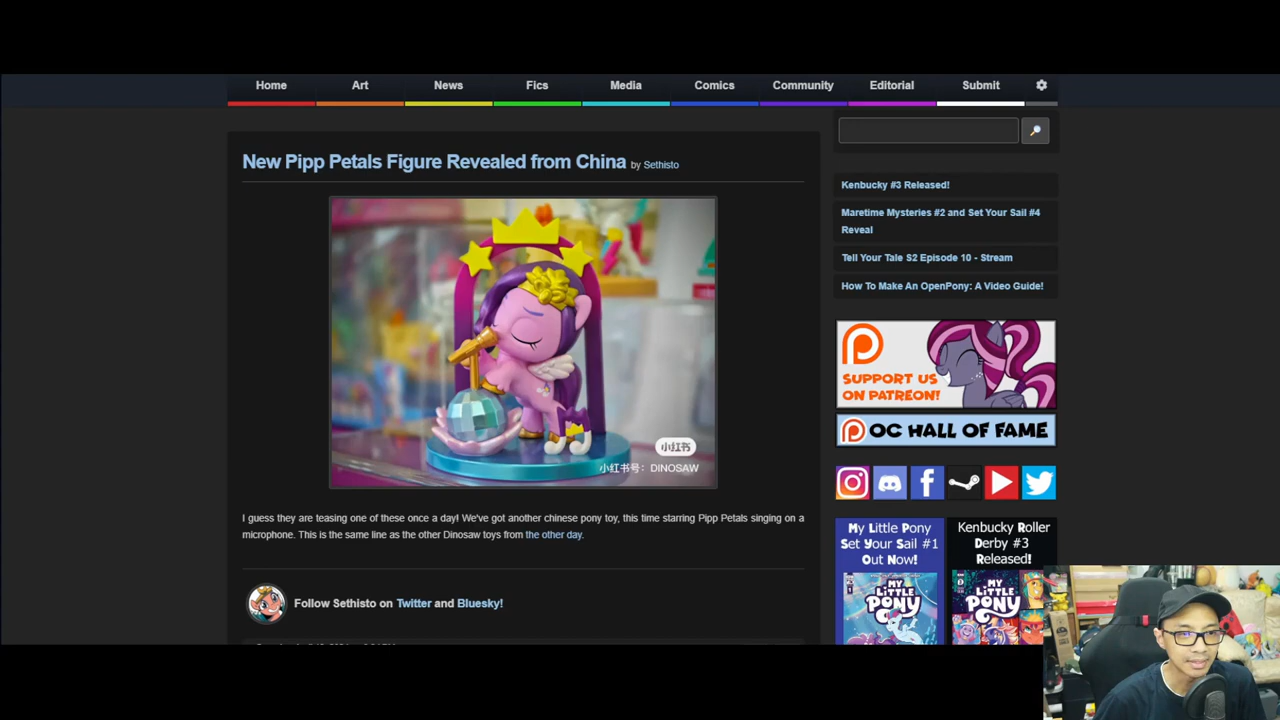 Home Art News Fics Media Comics Community Editorial Submit
New Pipp Petals Figure Revealed from China by Sethisto
小红书
小红书号: DINOSAW
I guess they are teasing one of these once a day! We've got another chinese pony toy, this time starring Pipp Petals singing on a
microphone. This is the same line as the other Dinosaw toys from the other day.
Follow Sethisto on Twitter and Bluesky!
Kenbucky #3 Released!
Maretime Mysteries #2 and Set Your Sail #4
Reveal
Tell Your Tale S2 Episode 10 - Stream
How To Make An OpenPony: A Video Guide!
SUPPORT US
ON PATREON!
OC HALL OF FAME
My Little Pony
Set Your Sail #1
Out Now!
MY
LITTLE
PONY
Kenbucky Roller
Derby #3
Released!
MY
LITTLE
PONY